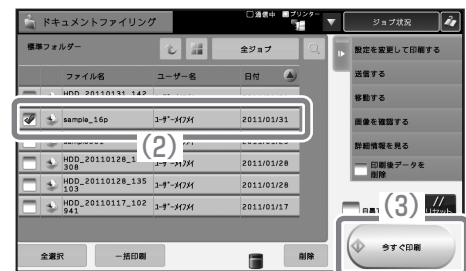 ドキュメントファイリング
通信中
プリンター
ジョブ状況
標準フォルダー
全ジョブ
設定を変更して印刷する
ファイル名 ユーザー名 日付
送信する
HDD_20110131_142
移動する
sample_16p ﾕｰｻﾞｰﾒｲﾒｲ 2011/01/31
画像を確認する
(2)
詳細情報を見る
HDD_20110128_1
308 ﾕｰｻﾞｰﾒｲﾒｲ 2011/01/28
印刷後データを
削除
HDD_20110128_135
103 ﾕｰｻﾞｰﾒｲﾒｲ 2011/01/28
(3)
HDD_20110117_102
941 ﾕｰｻﾞｰﾒｲﾒｲ 2011/01/17
全選択 一括印刷 削除
今すぐ印刷